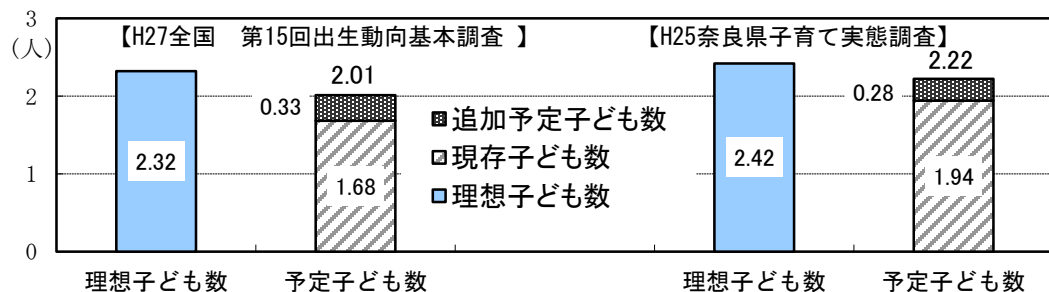 3
(人)
2
1
0
【H27全国　第15回出生動向基本調査 】
【H25奈良県子育て実態調査】
2.32
2.01
0.33
1.68
追加予定子ども数
現存子ども数
理想子ども数
2.42
2.22
0.28
1.94
理想子ども数
予定子ども数
理想子ども数
予定子ども数